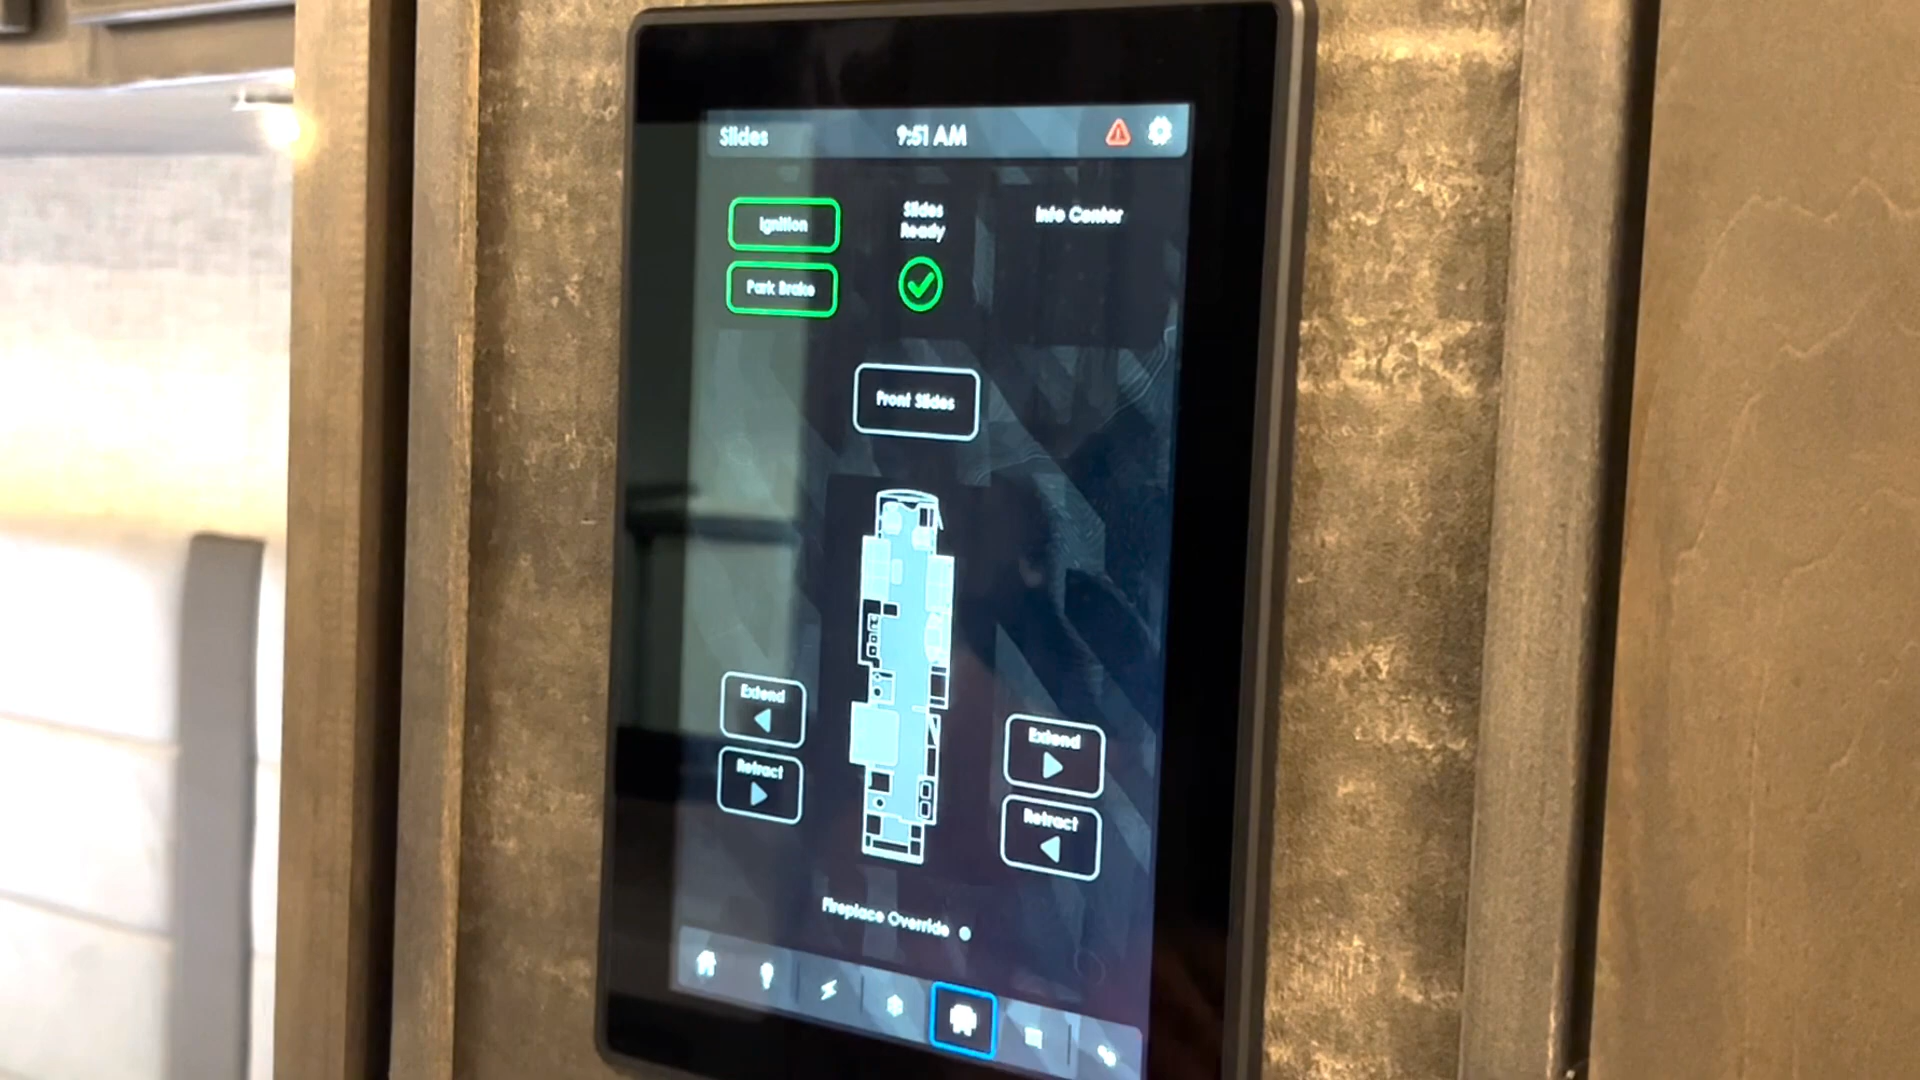 Slides
9:51 AM
Ignition
Slides
Ready
Info Center
Park Brake
Front Slides
Extend
Retract
Extend
Retract
Fireplace Override